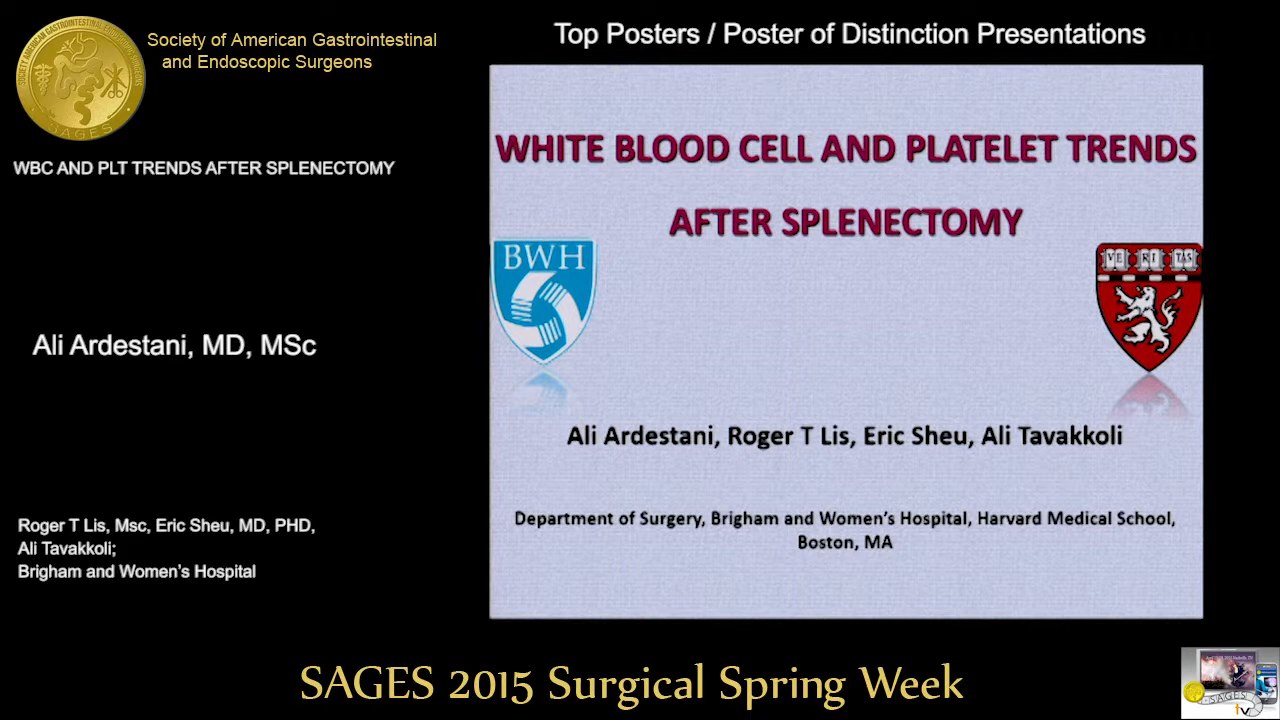 Society of American Gastrointestinal
and Endoscopic Surgeons
SAGES
WBC AND PLT TRENDS AFTER SPLENECTOMY
Ali Ardestani, MD, MSc
Roger T Lis, Msc, Eric Sheu, MD, PHD,
Ali Tavakkoli;
Brigham and Women's Hospital
Top Posters / Poster of Distinction Presentations
WHITE BLOOD CELL AND PLATELET TRENDS
AFTER SPLENECTOMY
BWH
VE RI TAS
Ali Ardestani, Roger T Lis, Eric Sheu, Ali Tavakkoli
Department of Surgery, Brigham and Women's Hospital, Harvard Medical School,
Boston, MA
SAGES 2015 Surgical Spring Week
SAGES
tv